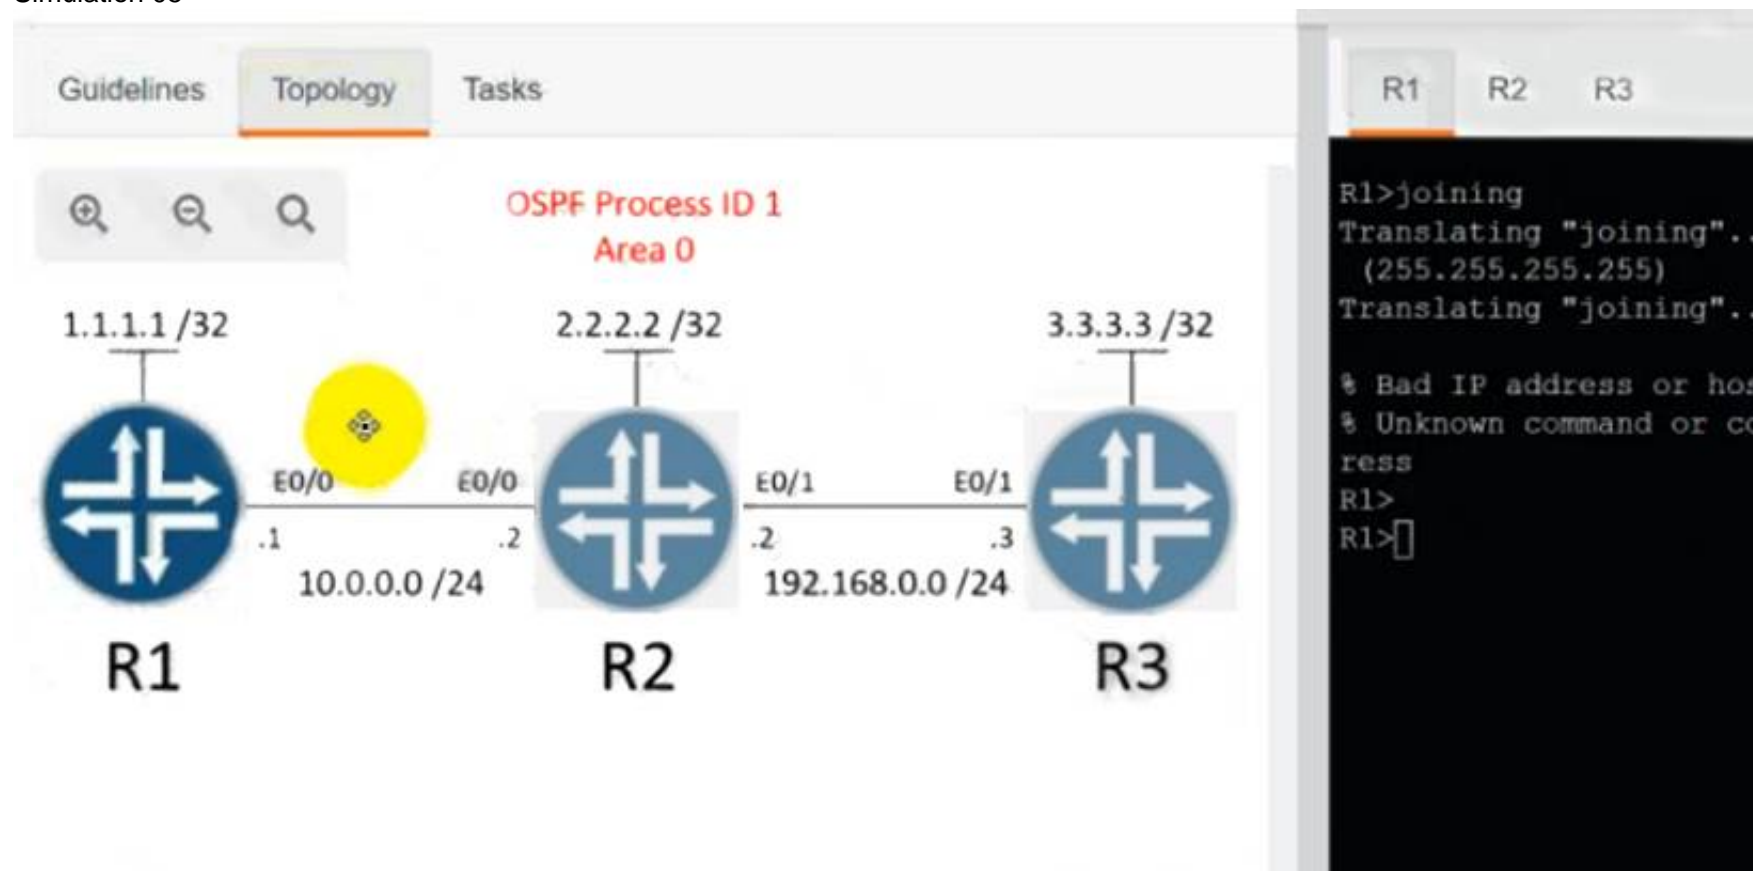 Guidelines Topology Tasks
OSPF Process ID 1
Area 0
1.1.1.1 /32 2.2.2.2 /32 3.3.3.3 /32
E0/0 E0/0 E0/1 E0/1
.1 .2 .2 .3
10.0.0.0 /24 192.168.0.0 /24
R1 R2 R3
R1 R2 R3
R1>joining
Translating "joining"..
(255.255.255.255)
Translating "joining"..
% Bad IP address or hos
% Unknown command or co
ress
R1>
R1>